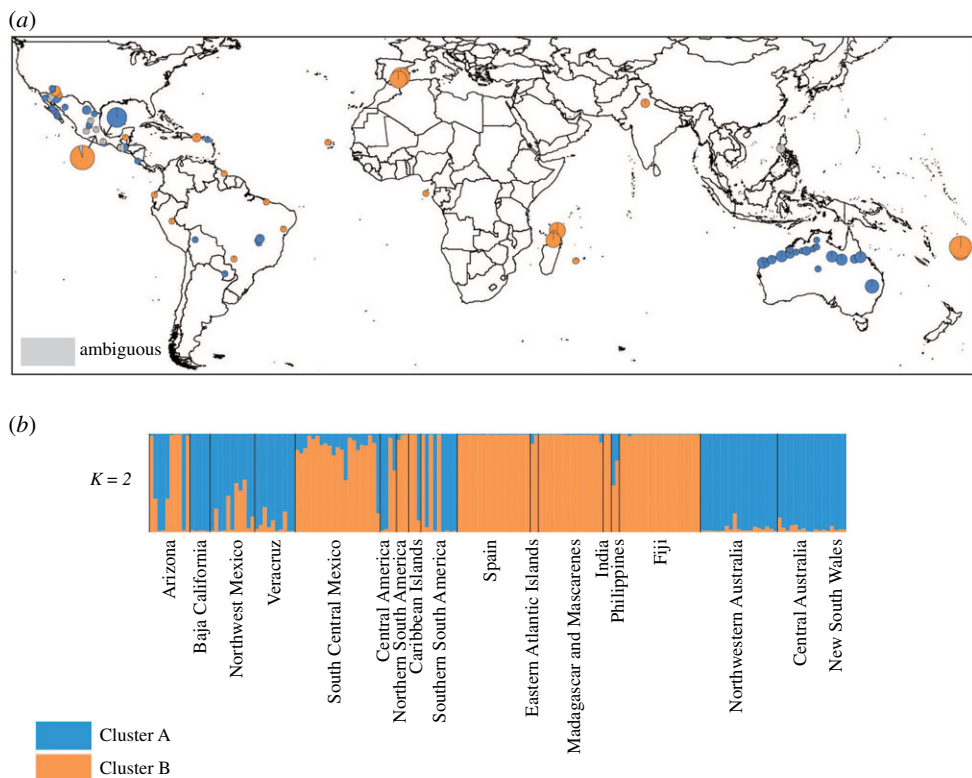 (a)
ambiguous
(b)
K = 2
Arizona
Baja California
Northwest Mexico
Veracruz
South Central Mexico
Central America
Northern South America
Caribbean Islands
Southern South America
Spain
Eastern Atlantic Islands
Madagascar and Mascarenes
India
Philippines
Fiji
Northwestern Australia
Central Australia
New South Wales
Cluster A
Cluster B